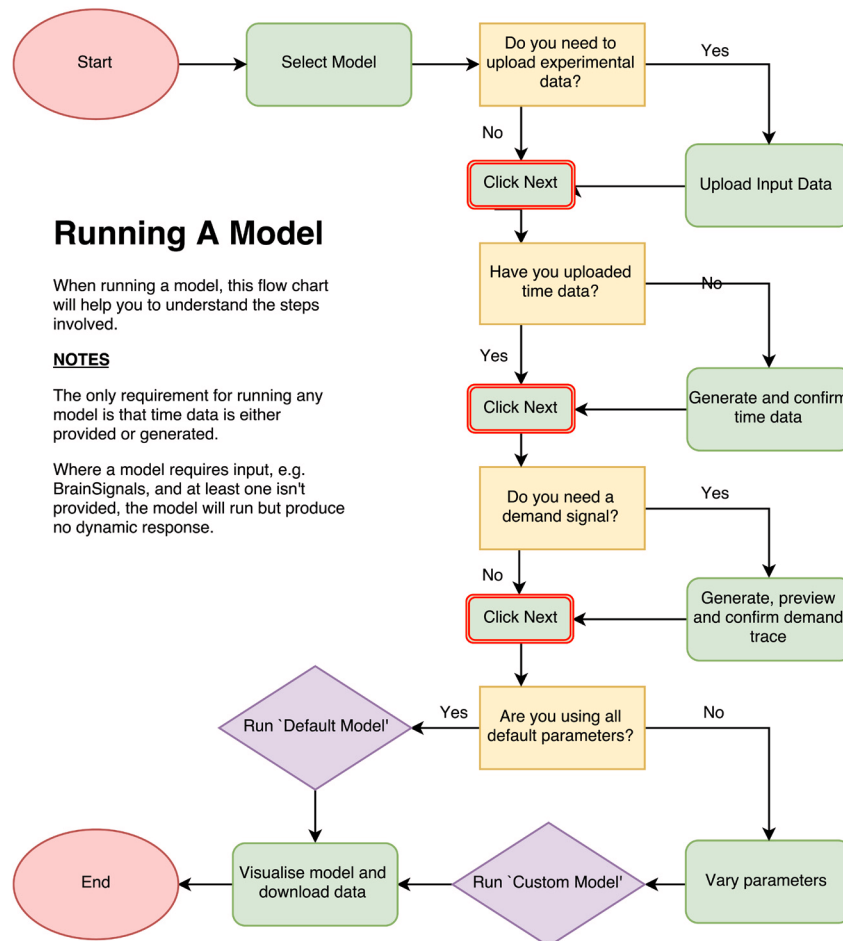 Start
Select Model
Do you need to
upload experimental
data?
Yes
No
Click Next
Upload Input Data
Running A Model
When running a model, this flow chart
will help you to understand the steps
involved.
NOTES
The only requirement for running any
model is that time data is either
provided or generated.
Where a model requires input, e.g.
BrainSignals, and at least one isn't
provided, the model will run but produce
no dynamic response.
Have you uploaded
time data?
No
Yes
Click Next
Generate and confirm
time data
Do you need a
demand signal?
Yes
No
Click Next
Generate, preview
and confirm demand
trace
Are you using all
default parameters?
Yes
No
Run `Default Model'
Vary parameters
Run `Custom Model'
Visualise model and
download data
End